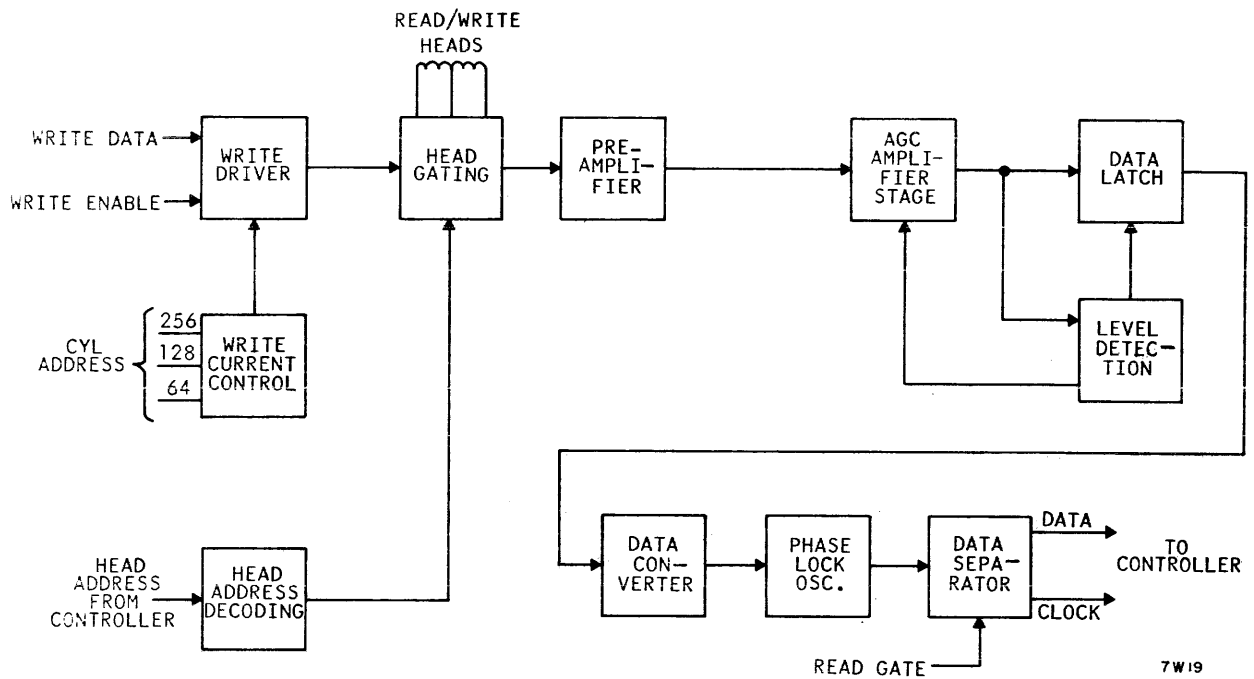 READ/WRITE
HEADS
WRITE DATA
WRITE ENABLE
WRITE
DRIVER
HEAD
GATING
PRE-
AMPLI-
FIER
AGC
AMPLI-
FIER
STAGE
DATA
LATCH
CYL
ADDRESS
256
128
64
WRITE
CURRENT
CONTROL
LEVEL
DETEC-
TION
HEAD
ADDRESS
FROM
CONTROLLER
HEAD
ADDRESS
DECODING
DATA
CON-
VERTER
PHASE
LOCK
OSC.
DATA
SEPA-
RATOR
DATA
CLOCK
TO
CONTROLLER
READ GATE
7W19